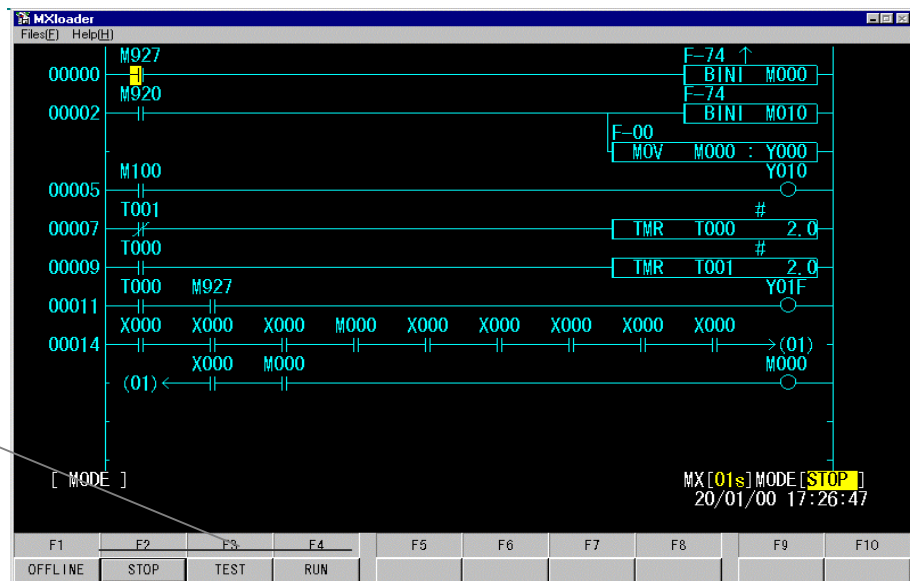 MXloader
Files(F) Help(H)
M927 F-74 ↑
00000 BINI M000
M920 F-74
00002 BINI M010
F-00
MOV M000 : Y000
M100 Y010
00005
T001 #
00007 TMR T000 2.0
T000 #
00009 TMR T001 2.0
T000 M927 Y01F
00011
X000 X000 X000 M000 X000 X000 X000 X000 X000
00014 (01)
X000 M000 M000
(01)
[ MODE ] MX[01s]MODE[STOP ]
20/01/00 17:26:47
F1 F2 F3 F4 F5 F6 F7 F8 F9 F10
OFFLINE STOP TEST RUN